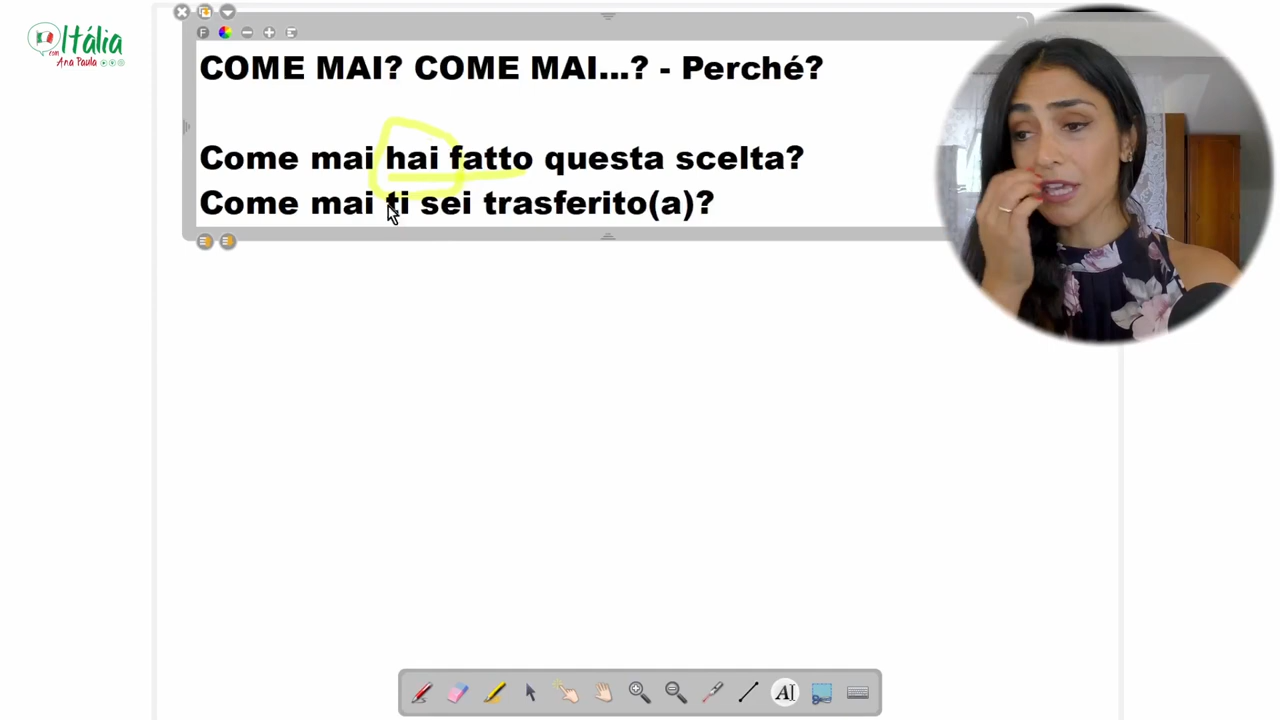 Itália
com
Ana Paula
COME MAI? COME MAI...? - Perché?
Come mai hai fatto questa scelta?
Come mai ti sei trasferito(a)?